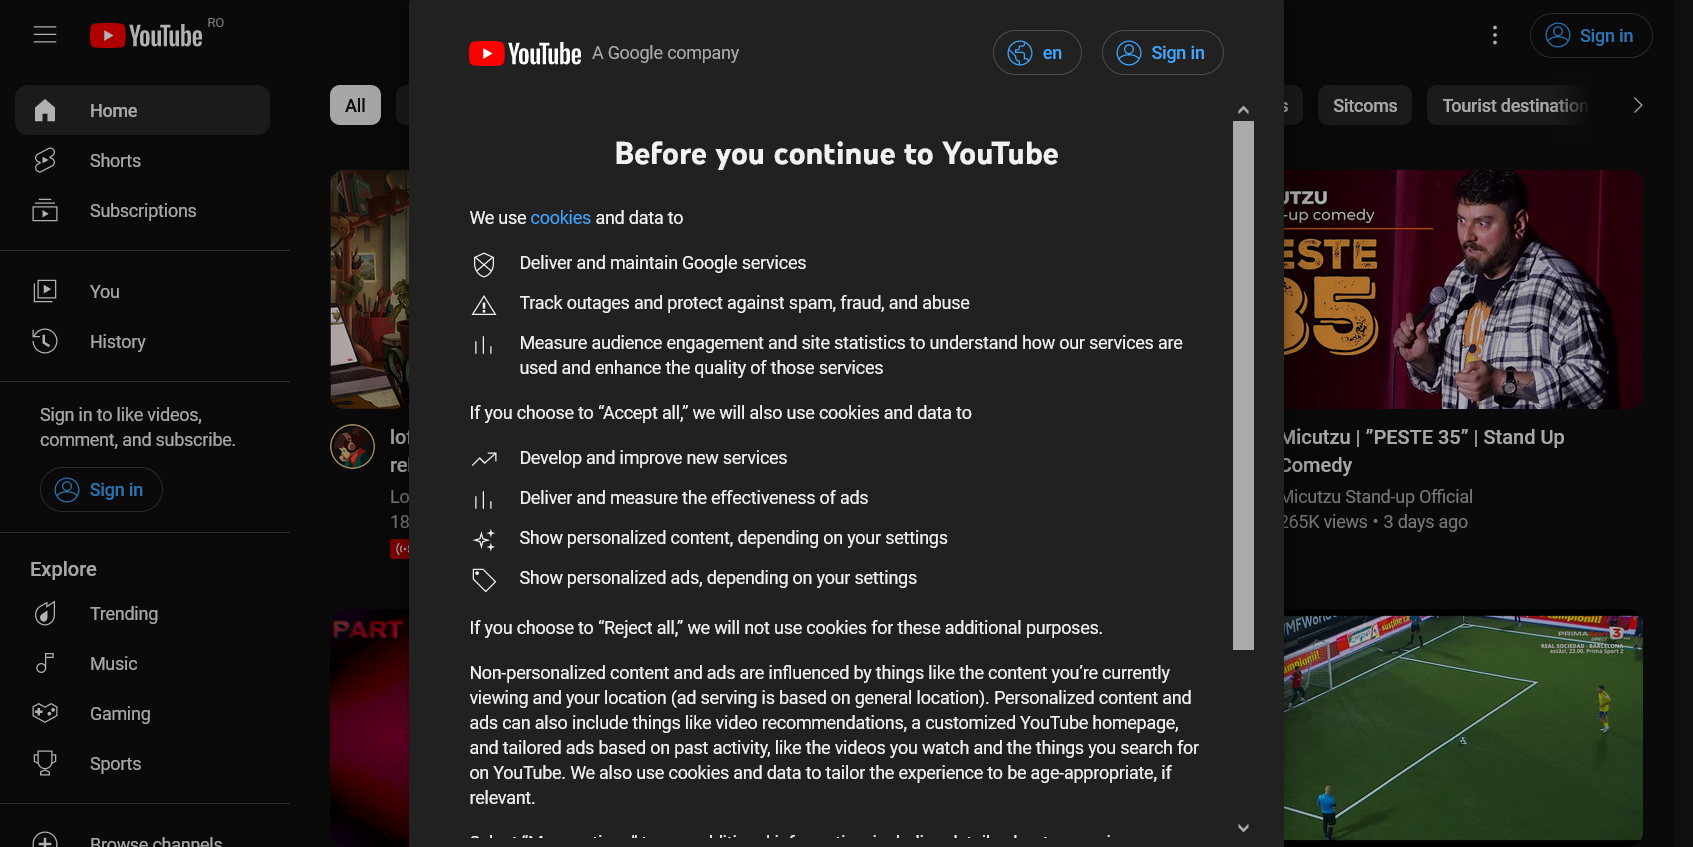 YouTube RO
Sign in
Home
Shorts
Subscriptions
You
History
Sign in to like videos,
comment, and subscribe.
Sign in
Explore
Trending
Music
Gaming
Sports
Browse channels
All
Sitcoms
YouTube A Google company
en
Sign in
Before you continue to YouTube
We use cookies and data to
Deliver and maintain Google services
Track outages and protect against spam, fraud, and abuse
Measure audience engagement and site statistics to understand how our services are
used and enhance the quality of those services
If you choose to “Accept all,” we will also use cookies and data to
Develop and improve new services
Deliver and measure the effectiveness of ads
Show personalized content, depending on your settings
Show personalized ads, depending on your settings
If you choose to “Reject all,” we will not use cookies for these additional purposes.
Non-personalized content and ads are influenced by things like the content you’re currently
viewing and your location (ad serving is based on general location). Personalized content and
ads can also include things like video recommendations, a customized YouTube homepage,
and tailored ads based on past activity, like the videos you watch and the things you search for
on YouTube. We also use cookies and data to tailor the experience to be age-appropriate, if
relevant.
Tourist destination
UTZU
-up comedy
ESTE
35
Micutzu | ”PESTE 35” | Stand Up
Comedy
Micutzu Stand-up Official
265K views • 3 days ago
PART
PRIMA
3
REAL SOCIEDAD - BARCELONA
astăzi, 22.00, Prima Sport 2